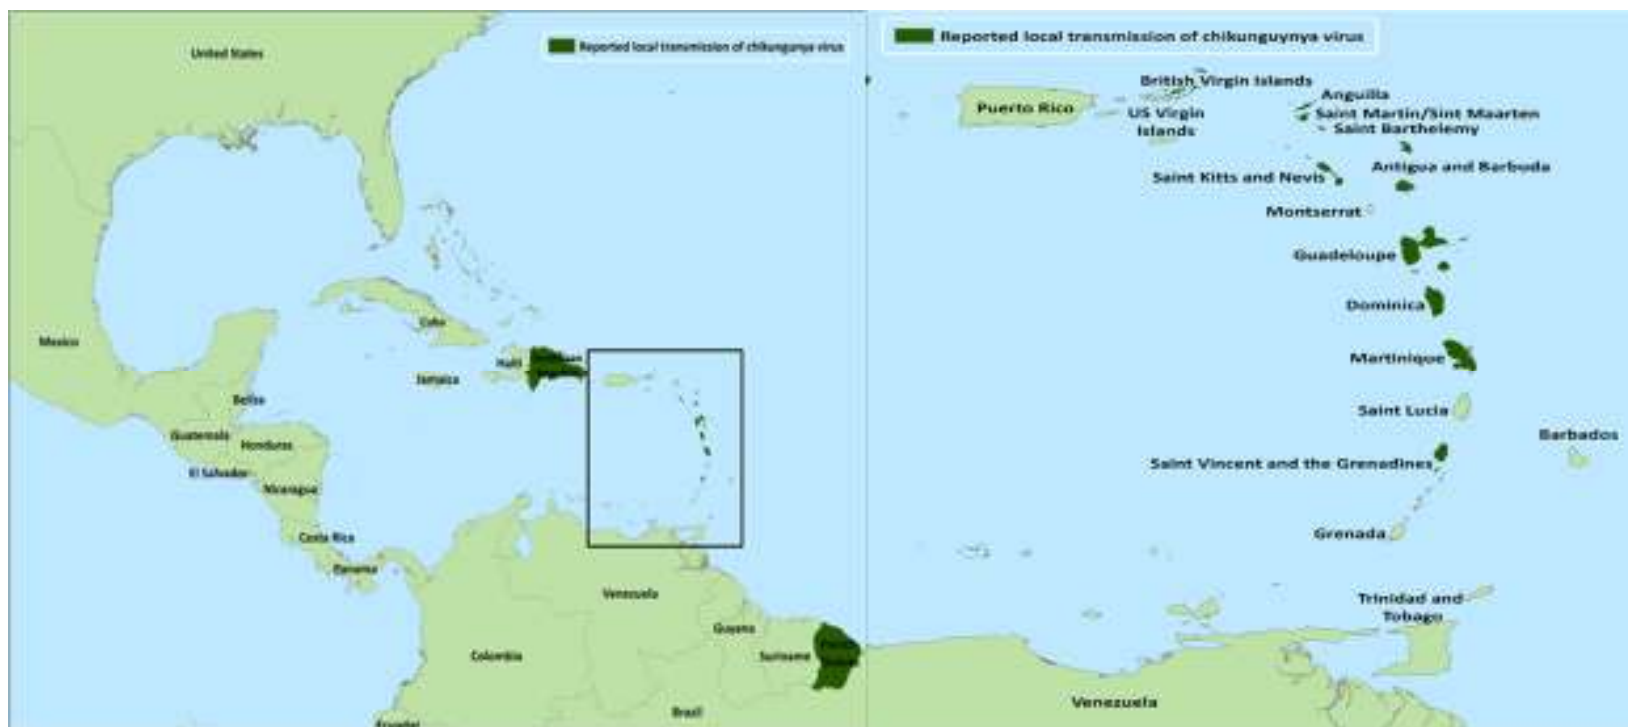 United States
Reported local transmission of chikungunya virus
Mexico
Cuba
Haiti
Jamaica
Belize
Guatemala
Honduras
El Salvador
Nicaragua
Costa Rica
Panama
Venezuela
Guyana
Suriname
Colombia
Brazil
Ecuador
Reported local transmission of chikunguynya virus
British Virgin Islands
Anguilla
Puerto Rico
US Virgin
Islands
Saint Martin/Sint Maarten
Saint Barthelemy
Antigua and Barbuda
Saint Kitts and Nevis
Montserrat
Guadeloupe
Dominica
Martinique
Saint Lucia
Barbados
Saint Vincent and the Grenadines
Grenada
Trinidad and
Tobago
Venezuela